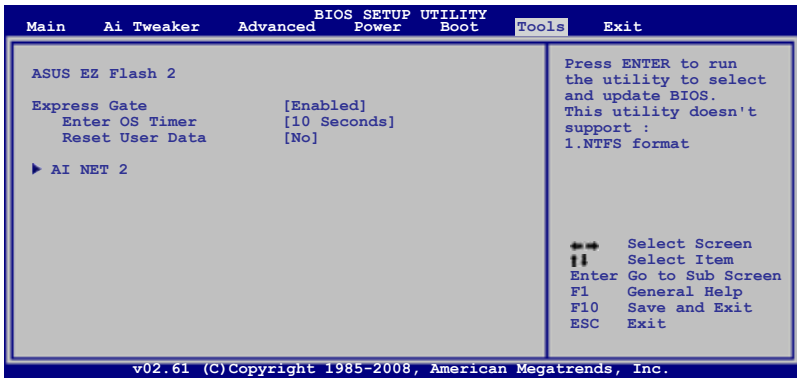 BIOS SETUP UTILITY
Main Ai Tweaker Advanced Power Boot Tools Exit
ASUS EZ Flash 2
Express Gate [Enabled]
Enter OS Timer [10 Seconds]
Reset User Data [No]
AI NET 2
Press ENTER to run
the utility to select
and update BIOS.
This utility doesn't
support :
1.NTFS format
Select Screen
Select Item
Enter Go to Sub Screen
F1 General Help
F10 Save and Exit
ESC Exit
v02.61 (C)Copyright 1985-2008, American Megatrends, Inc.